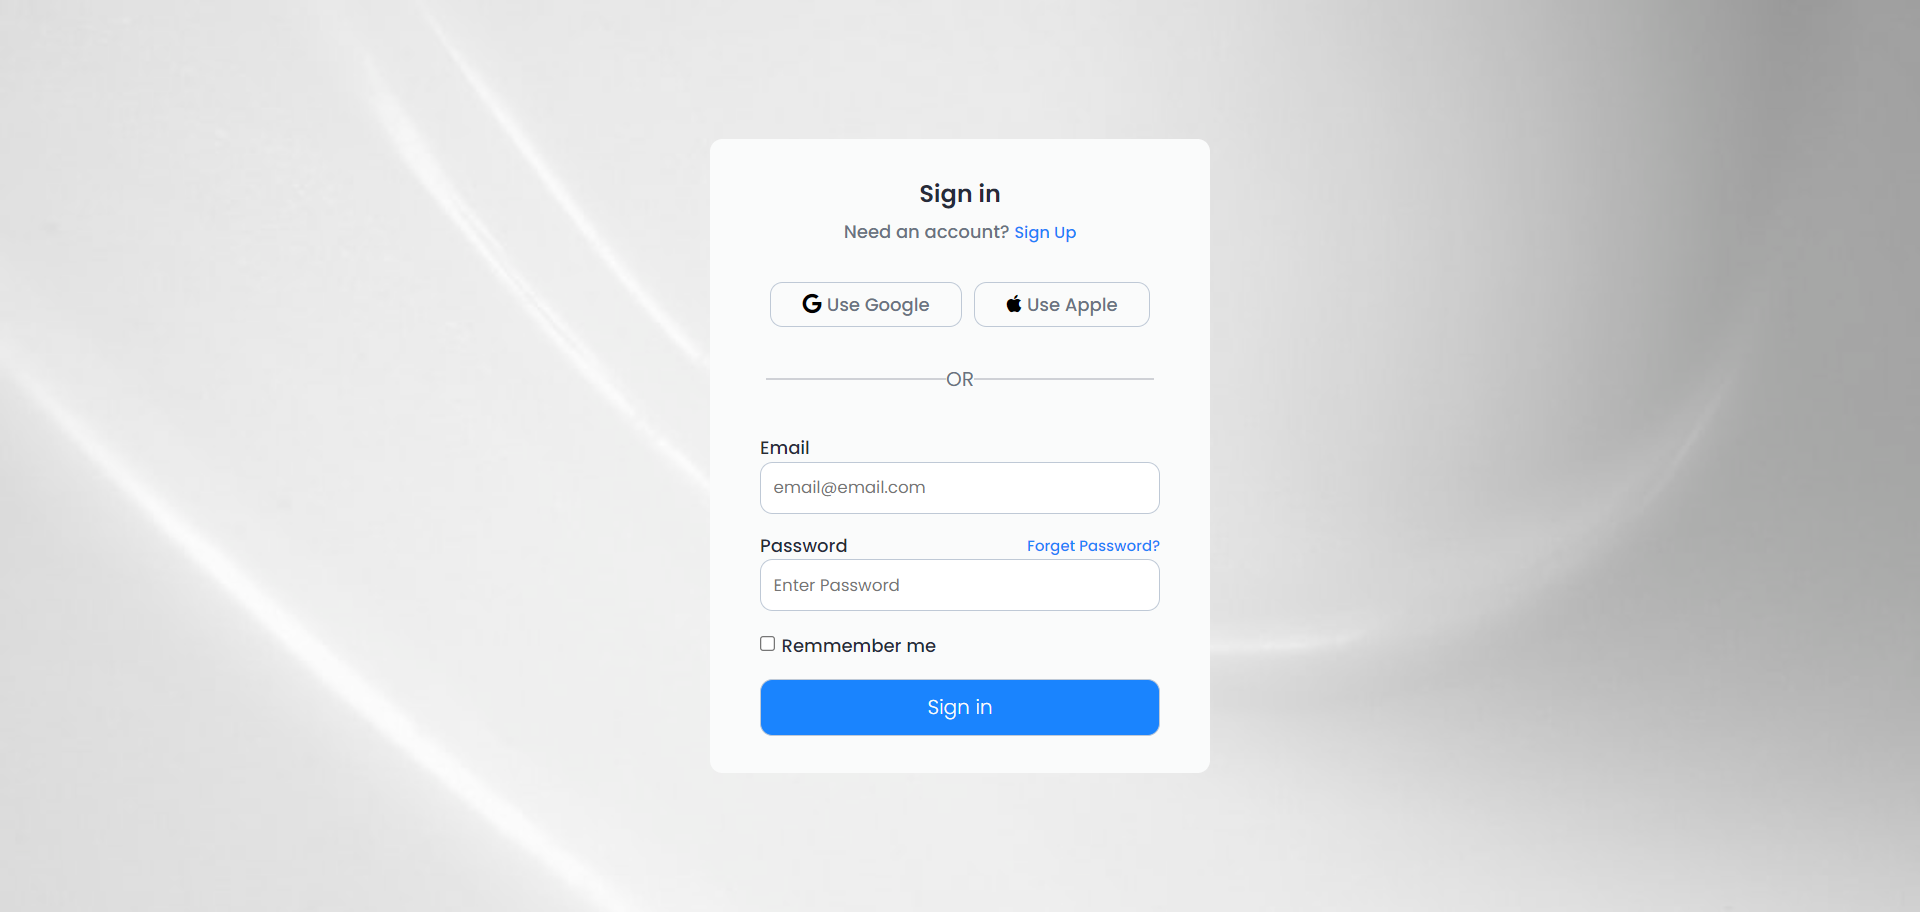 Sign in
Need an account? Sign Up
Use Google Use Apple
OR
Email
email@email.com
Password Forget Password?
Enter Password
Remmember me
Sign in